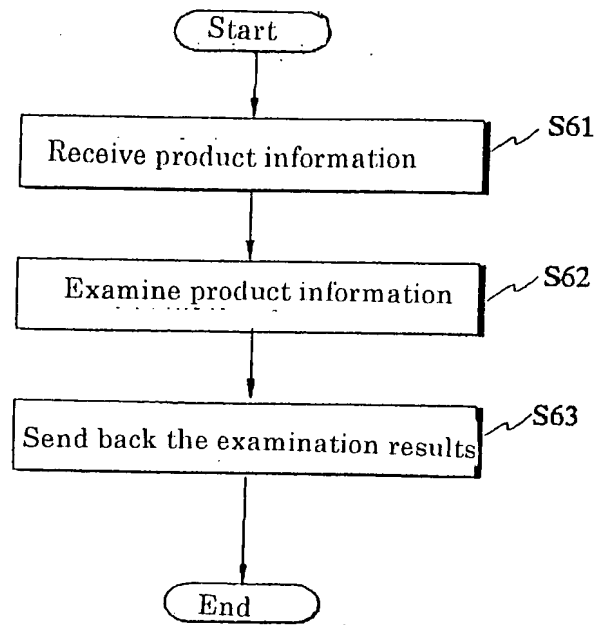 Start
Receive product information
S61
Examine product information
S62
Send back the examination results
S63
End